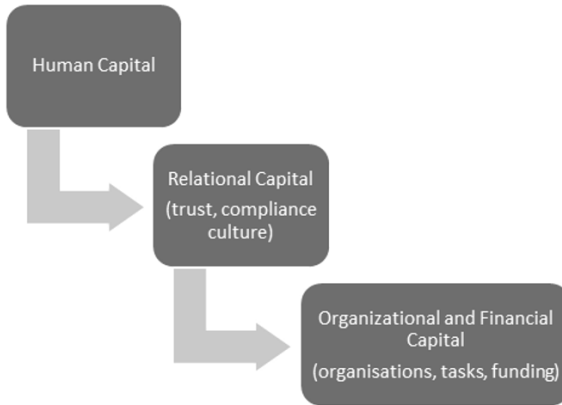 Human Capital
Relational Capital
(trust, compliance
culture)
Organizational and Financial
Capital
(organisations, tasks, funding)